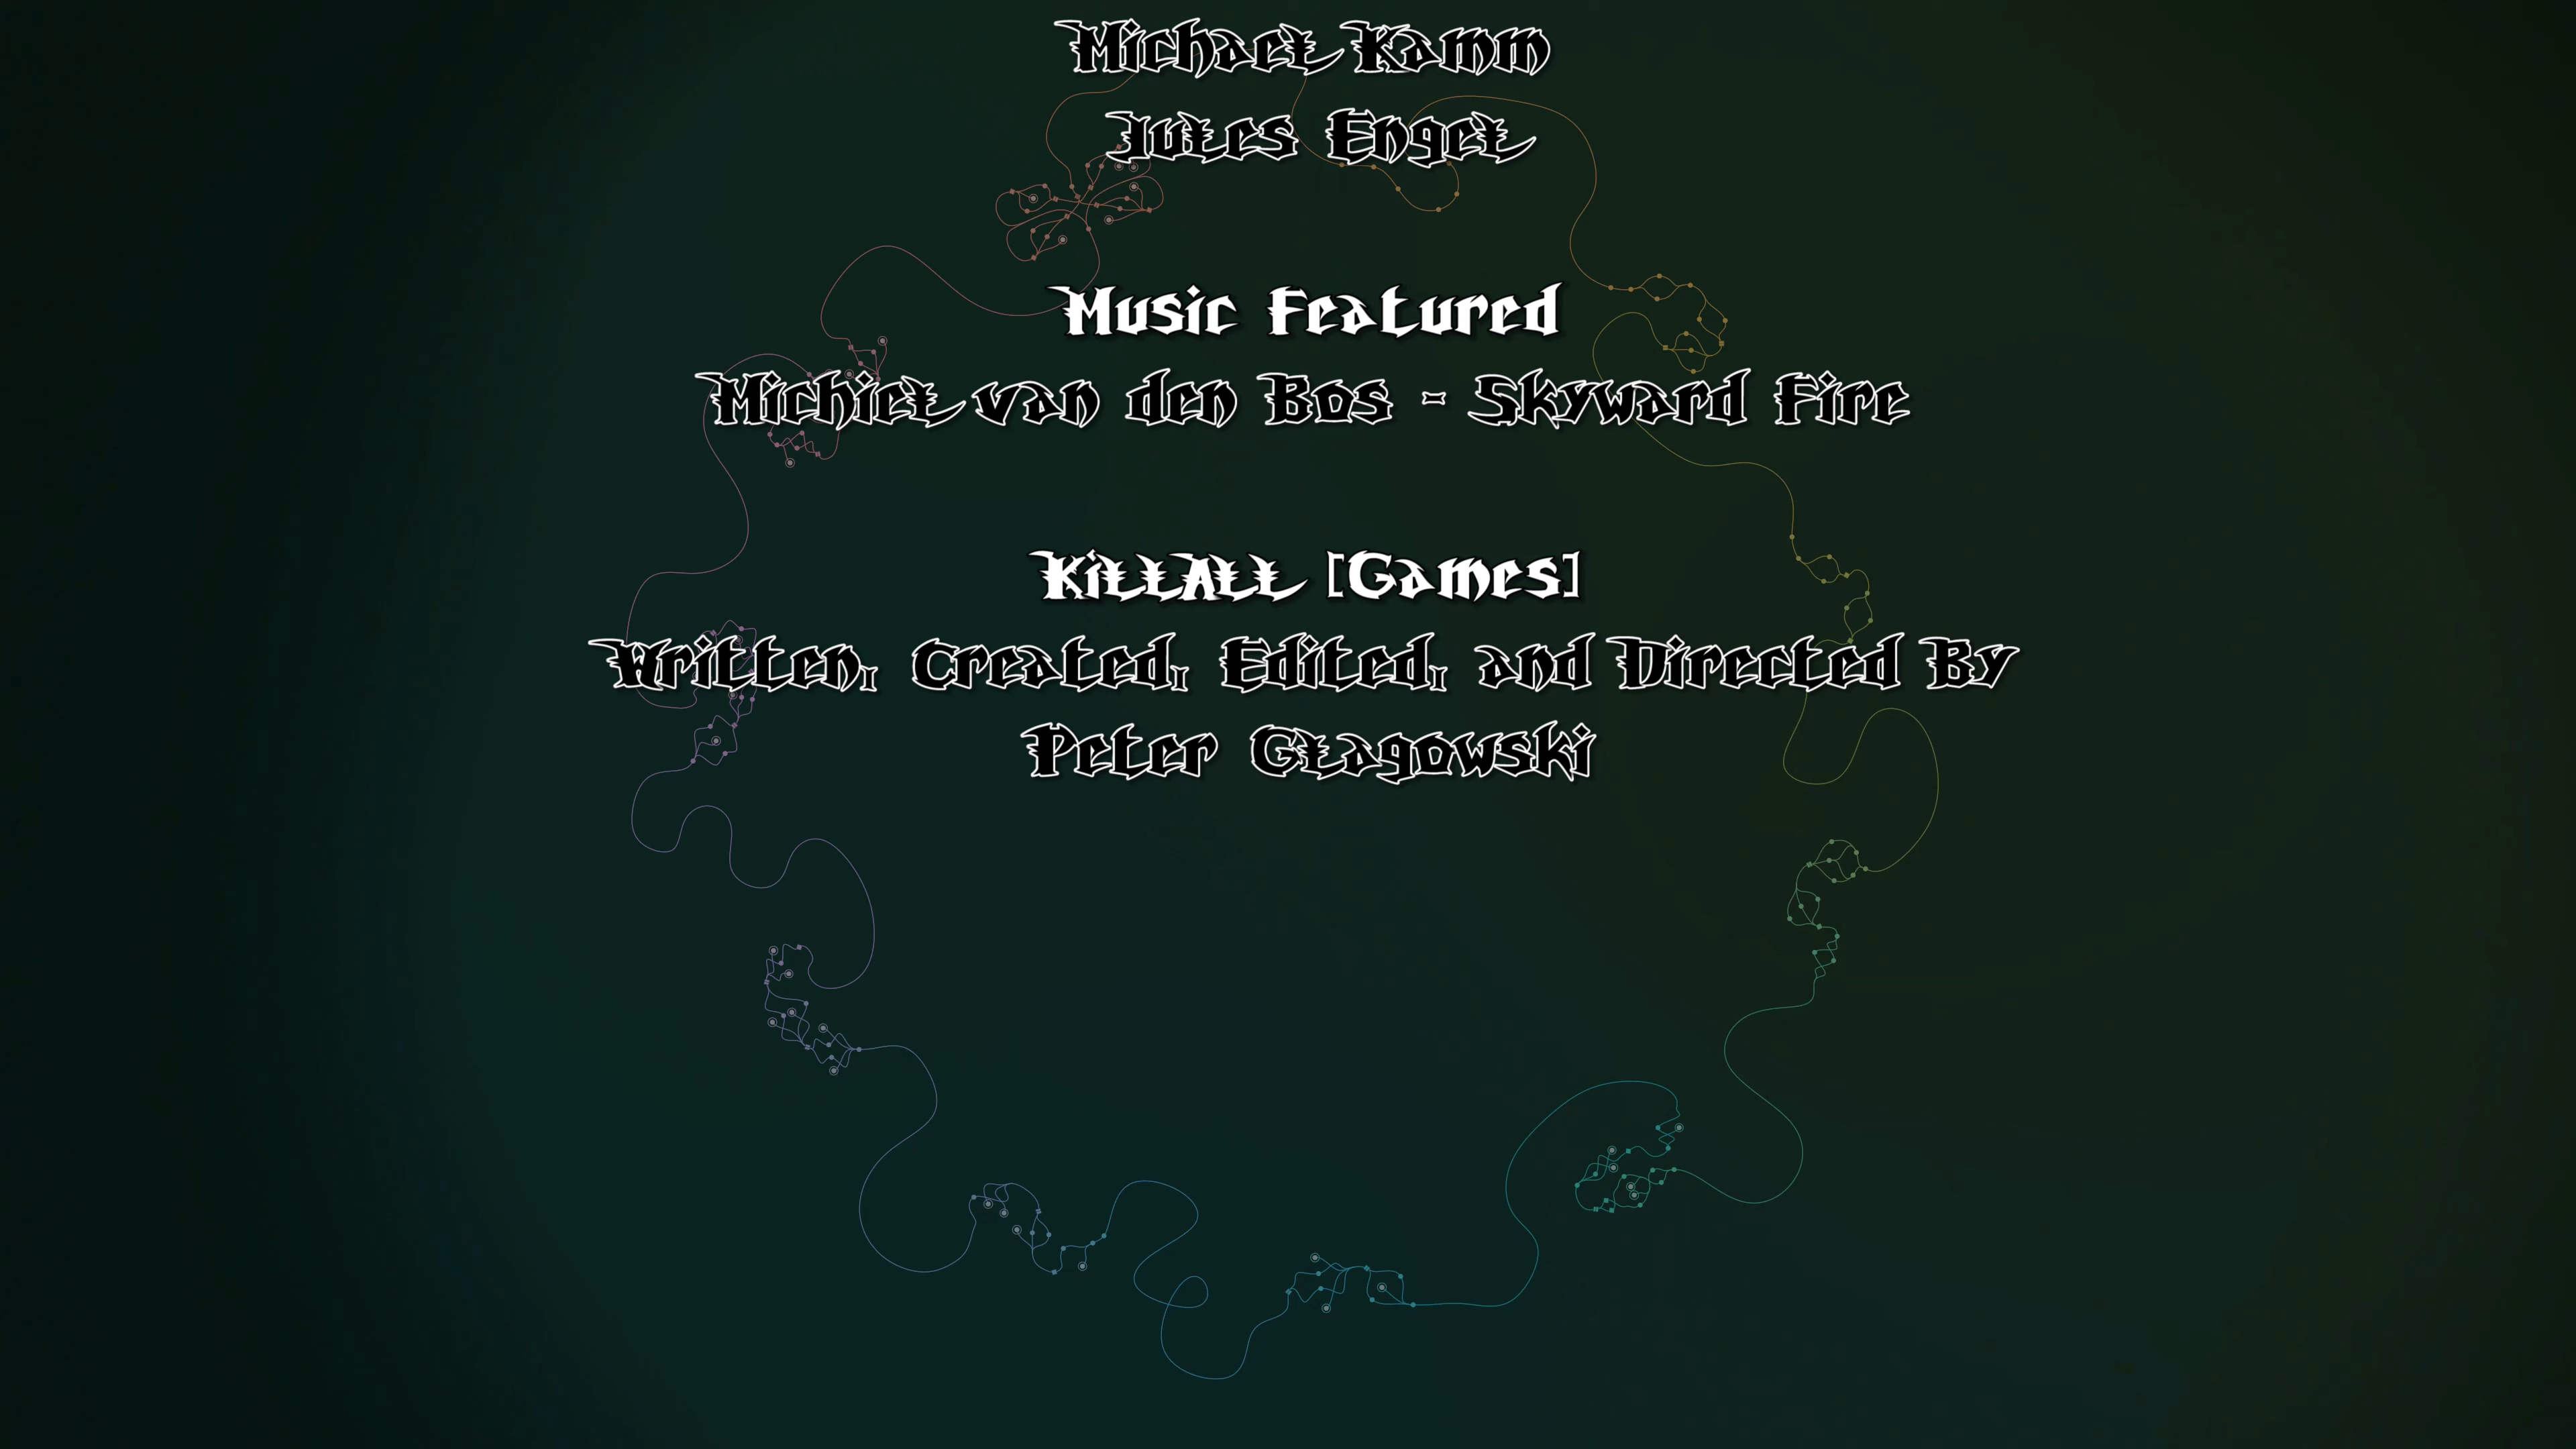 Michael Kamm
Jules Engel
Music Featured
Michiel van den Bos - Skyward Fire
KillAll [Games]
Written, Created, Edited, and Directed By
Peter Glagowski